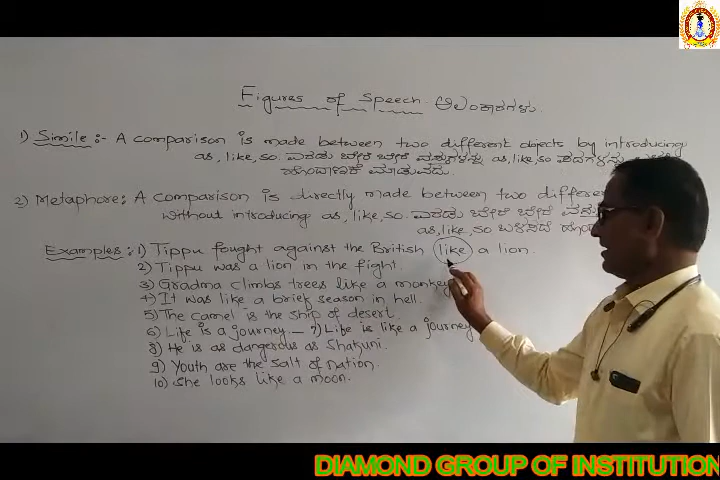 Figures of Speech ಅಲಂಕಾರಗಳು.
1) Simile :- A comparison is made between two different objects by introducing
as, like, so. ಎರಡು ಬೇರೆ ಬೇರೆ ವಸ್ತುಗಳನ್ನು as, like, so ಪದಗಳನ್ನು
ಹೋಲಿಕೆ ಮಾಡುವುದು.
2) Metaphore: A comparison is directly made between two
without introducing as, like, so. ಎರಡು ಬೇರೆ ಬೇರೆ
as, like, so ಬಳಸದೆ
Examples :- 1) Tippu fought against the British like a lion.
2) Tippu was a lion in the fight.
3) Gradma climbs trees like a monkey
4) It was like a brief season in hell.
5) The camel is the ship of desert.
6) Life is a journey — 7) Life is like a journey
8) He is as dangerous as Shakuni.
9) Youth are the salt of nation.
10) She looks like a moon.
DIAMOND GROUP OF INSTITUTION